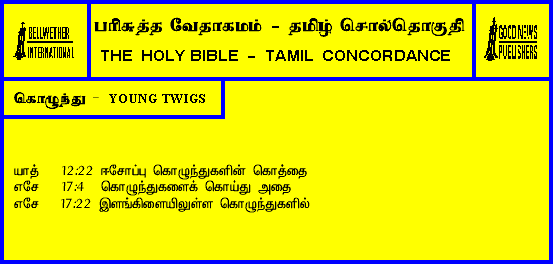 BELLWETHER
INTERNATIONAL
பரிசுத்த வேதாகமம் - தமிழ் சொல்தொகுதி
THE HOLY BIBLE - TAMIL CONCORDANCE
GOOD NEWS
PUBLISHERS
கொழுந்து - YOUNG TWIGS
யாத் 12:22 ஈசோப்பு கொழுந்துகளின் கொத்தை
எசே 17:4 கொழுந்துகளைக் கொய்து அதை
எசே 17:22 இளங்கிளையிலுள்ள கொழுந்துகளில்